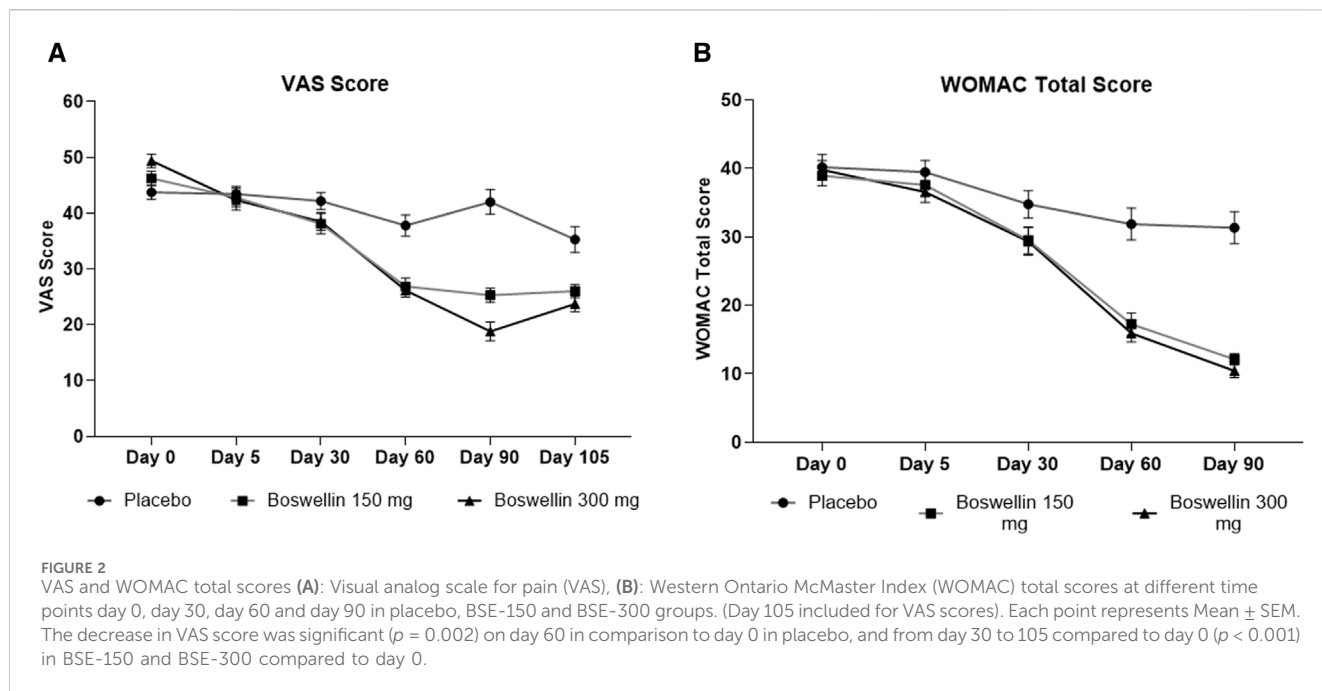 A
VAS Score
60
50
40
30
20
10
0
VAS Score
Day 0 Day 5 Day 30 Day 60 Day 90 Day 105
Placebo Boswellin 150 mg Boswellin 300 mg
B
WOMAC Total Score
50
40
30
20
10
0
WOMAC Total Score
Day 0 Day 5 Day 30 Day 60 Day 90
Placebo Boswellin 150 Boswellin 300
mg mg
FIGURE 2
VAS and WOMAC total scores (A): Visual analog scale for pain (VAS), (B): Western Ontario McMaster Index (WOMAC) total scores at different time
points day 0, day 30, day 60 and day 90 in placebo, BSE-150 and BSE-300 groups. (Day 105 included for VAS scores). Each point represents Mean ± SEM.
The decrease in VAS score was significant (p = 0.002) on day 60 in comparison to day 0 in placebo, and from day 30 to 105 compared to day 0 (p < 0.001)
in BSE-150 and BSE-300 compared to day 0.